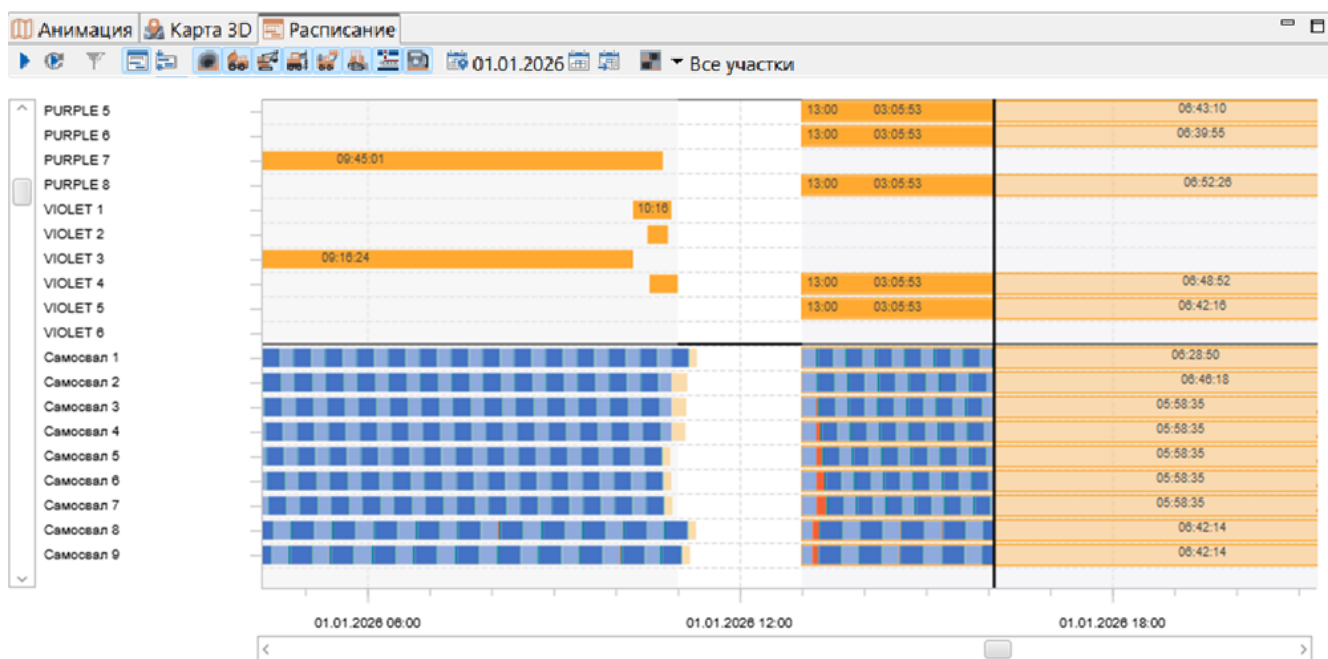 Анимация Карта 3D Расписание
01.01.2026 Все участки
PURPLE 5 13:00 03:05:53 06:43:10
PURPLE 6 13:00 03:05:53 06:39:55
PURPLE 7 09:45:01
PURPLE 8 13:00 03:05:53 06:52:26
VIOLET 1 10:16
VIOLET 2
VIOLET 3 09:16:24
VIOLET 4 13:00 03:05:53 06:48:52
VIOLET 5 13:00 03:05:53 06:42:16
VIOLET 6
Самосвал 1 06:28:50
Самосвал 2 06:46:18
Самосвал 3 05:58:35
Самосвал 4 05:58:35
Самосвал 5 05:58:35
Самосвал 6 05:58:35
Самосвал 7 05:58:35
Самосвал 8 06:42:14
Самосвал 9 06:42:14
01.01.2026 06:00 01.01.2026 12:00 01.01.2026 18:00